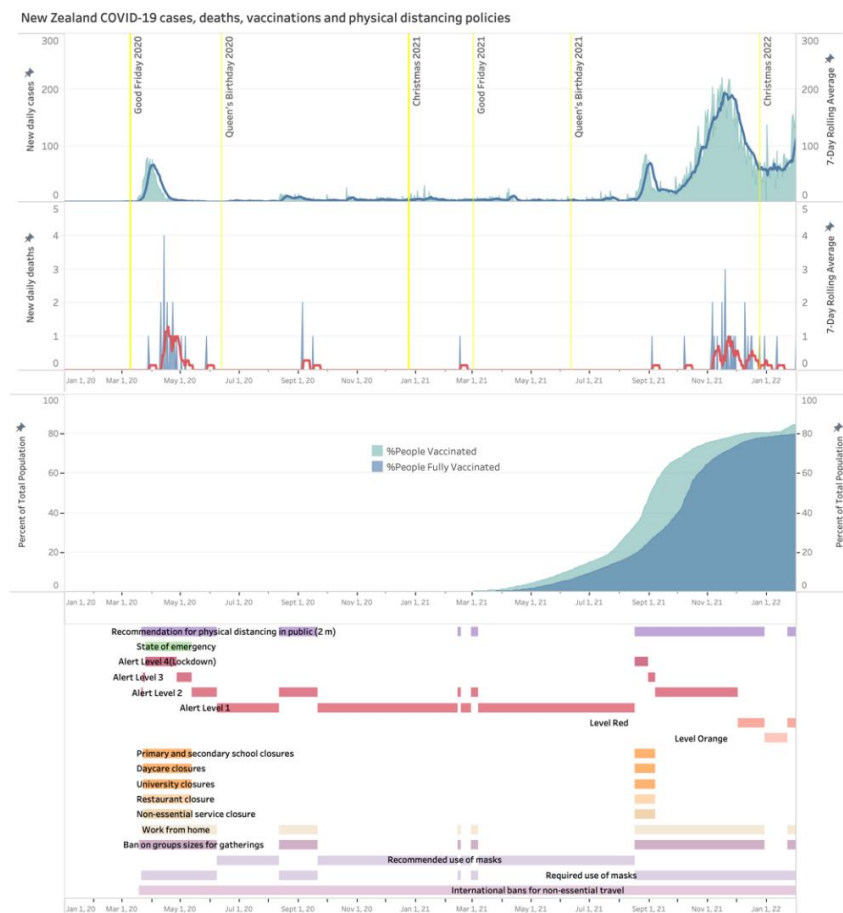 New Zealand COVID-19 cases, deaths, vaccinations and physical distancing policies
300
200
100
0
New daily cases
Good Friday 2020
Queen's Birthday 2020
Christmas 2021
Good Friday 2021
Queen's Birthday 2021
Christmas 2022
300
200
100
0
7-Day Rolling Average
5
4
3
2
1
0
New daily deaths
5
4
3
2
1
0
7-Day Rolling Average
Jan 1, 20 Mar 1, 20 May 1, 20 Jul 1, 20 Sept 1, 20 Nov 1, 20 Jan 1, 21 Mar 1, 21 May 1, 21 Jul 1, 21 Sept 1, 21 Nov 1, 21 Jan 1, 22
100
80
60
40
20
0
Percent of Total Population
%People Vaccinated
%People Fully Vaccinated
100
80
60
40
20
0
Percent of Total Population
Jan 1, 20 Mar 1, 20 May 1, 20 Jul 1, 20 Sept 1, 20 Nov 1, 20 Jan 1, 21 Mar 1, 21 May 1, 21 Jul 1, 21 Sept 1, 21 Nov 1, 21 Jan 1, 22
Recommendation for physical distancing in public (2 m)
State of emergency
Alert Level 4(Lockdown)
Alert Level 3
Alert Level 2
Alert Level 1
Level Red
Level Orange
Primary and secondary school closures
Daycare closures
University closures
Restaurant closure
Non-essential service closure
Work from home
Ban on groups sizes for gatherings
Recommended use of masks
Required use of masks
International bans for non-essential travel
Jan 1, 20 Mar 1, 20 May 1, 20 Jul 1, 20 Sept 1, 20 Nov 1, 20 Jan 1, 21 Mar 1, 21 May 1, 21 Jul 1, 21 Sept 1, 21 Nov 1, 21 Jan 1, 22